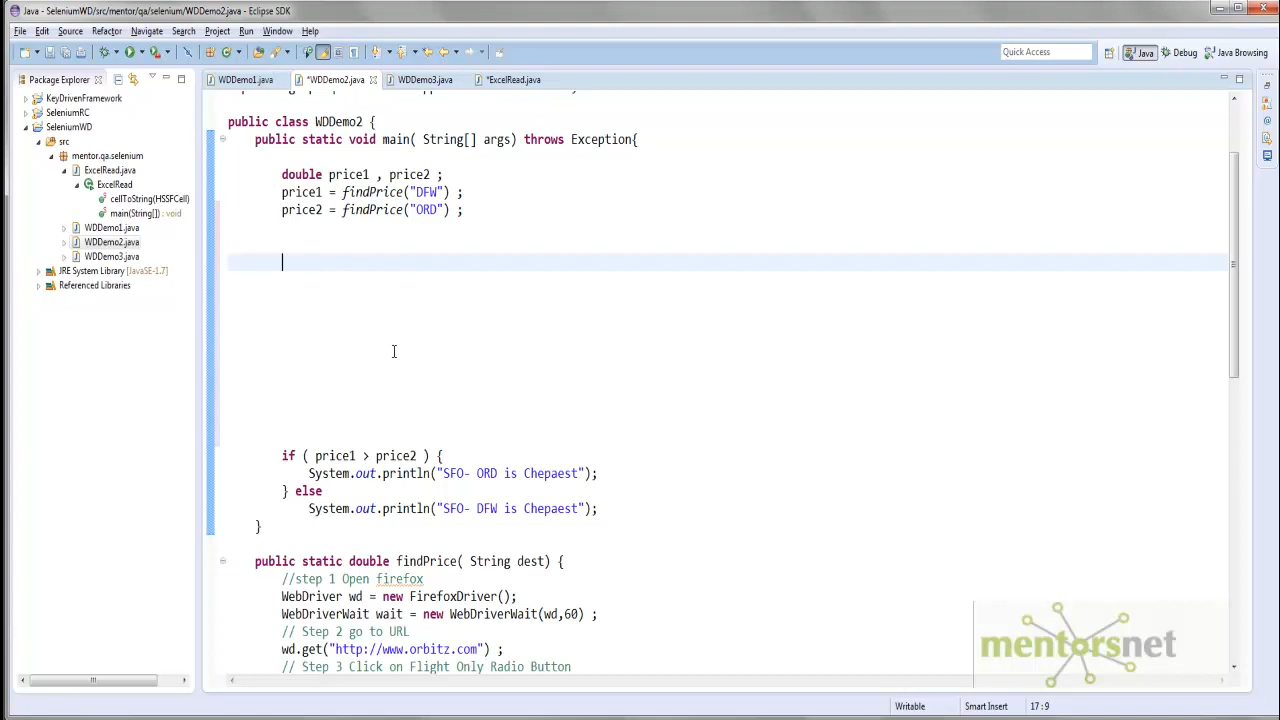 Java - SeleniumWD/src/mentor/qa/selenium/WDDemo2.java - Eclipse SDK
File Edit Source Refactor Navigate Search Project Run Window Help
Quick Access
Java
Debug
Java Browsing
Package Explorer
KeyDrivenFramework
SeleniumRC
SeleniumWD
src
mentor.qa.selenium
ExcelRead.java
ExcelRead
cellToString(HSSFCell)
main(String[]) : void
WDDemo1.java
WDDemo2.java
WDDemo3.java
JRE System Library [JavaSE-1.7]
Referenced Libraries
WDDemo1.java
*WDDemo2.java
WDDemo3.java
*ExcelRead.java
public class WDDemo2 {
public static void main( String[] args) throws Exception{
double price1 , price2 ;
price1 = findPrice("DFW") ;
price2 = findPrice("ORD") ;
if ( price1 > price2 ) {
System.out.println("SFO- ORD is Chepaest");
} else
System.out.println("SFO- DFW is Chepaest");
}
public static double findPrice( String dest) {
//step 1 Open firefox
WebDriver wd = new FirefoxDriver();
WebDriverWait wait = new WebDriverWait(wd,60) ;
// Step 2 go to URL
wd.get("http://www.orbitz.com") ;
// Step 3 Click on Flight Only Radio Button
mentorsnet
Writable
Smart Insert
17 : 9